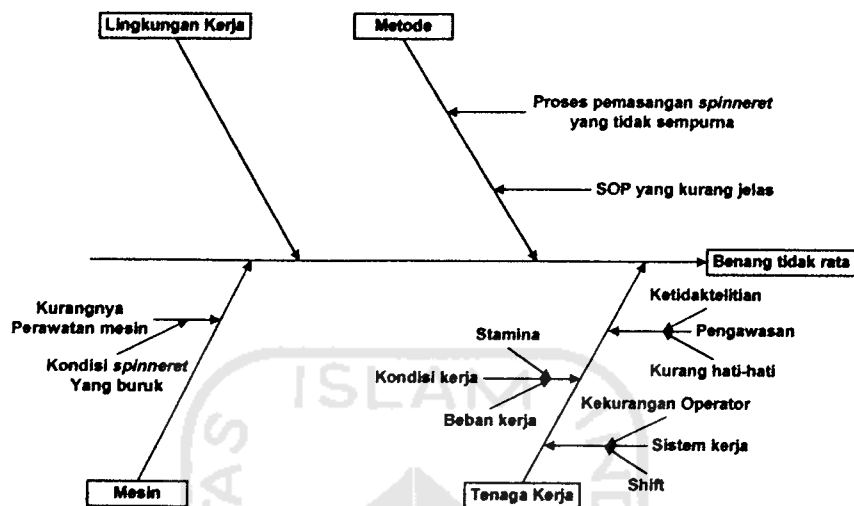 Lingkungan Kerja
Metode
Proses pemasangan spinneret
yang tidak sempurna
SOP yang kurang jelas
Benang tidak rata
Kurangnya
Perawatan mesin
Kondisi spinneret
Yang buruk
Mesin
Ketidaktelitian
Pengawasan
Kurang hati-hati
Stamina
Kondisi kerja
Beban kerja
Kekurangan Operator
Sistem kerja
Shift
Tenaga Kerja
ISLAM